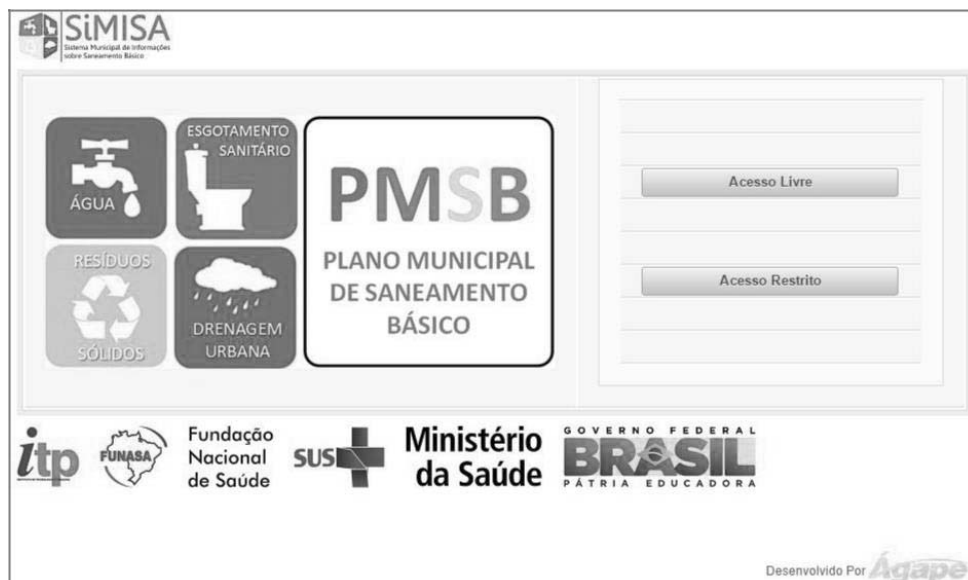 SiMISA
Sistema Municipal de Informações
sobre Saneamento Básico
ÁGUA
ESGOTAMENTO
SANITÁRIO
RESÍDUOS
SÓLIDOS
DRENAGEM
URBANA
PMSB
PLANO MUNICIPAL
DE SANEAMENTO
BÁSICO
Acesso Livre
Acesso Restrito
itp
FUNASA
Fundação
Nacional
de Saúde
SUS
Ministério
da Saúde
GOVERNO FEDERAL
BRASIL
PÁTRIA EDUCADORA
Desenvolvido Por Ágape